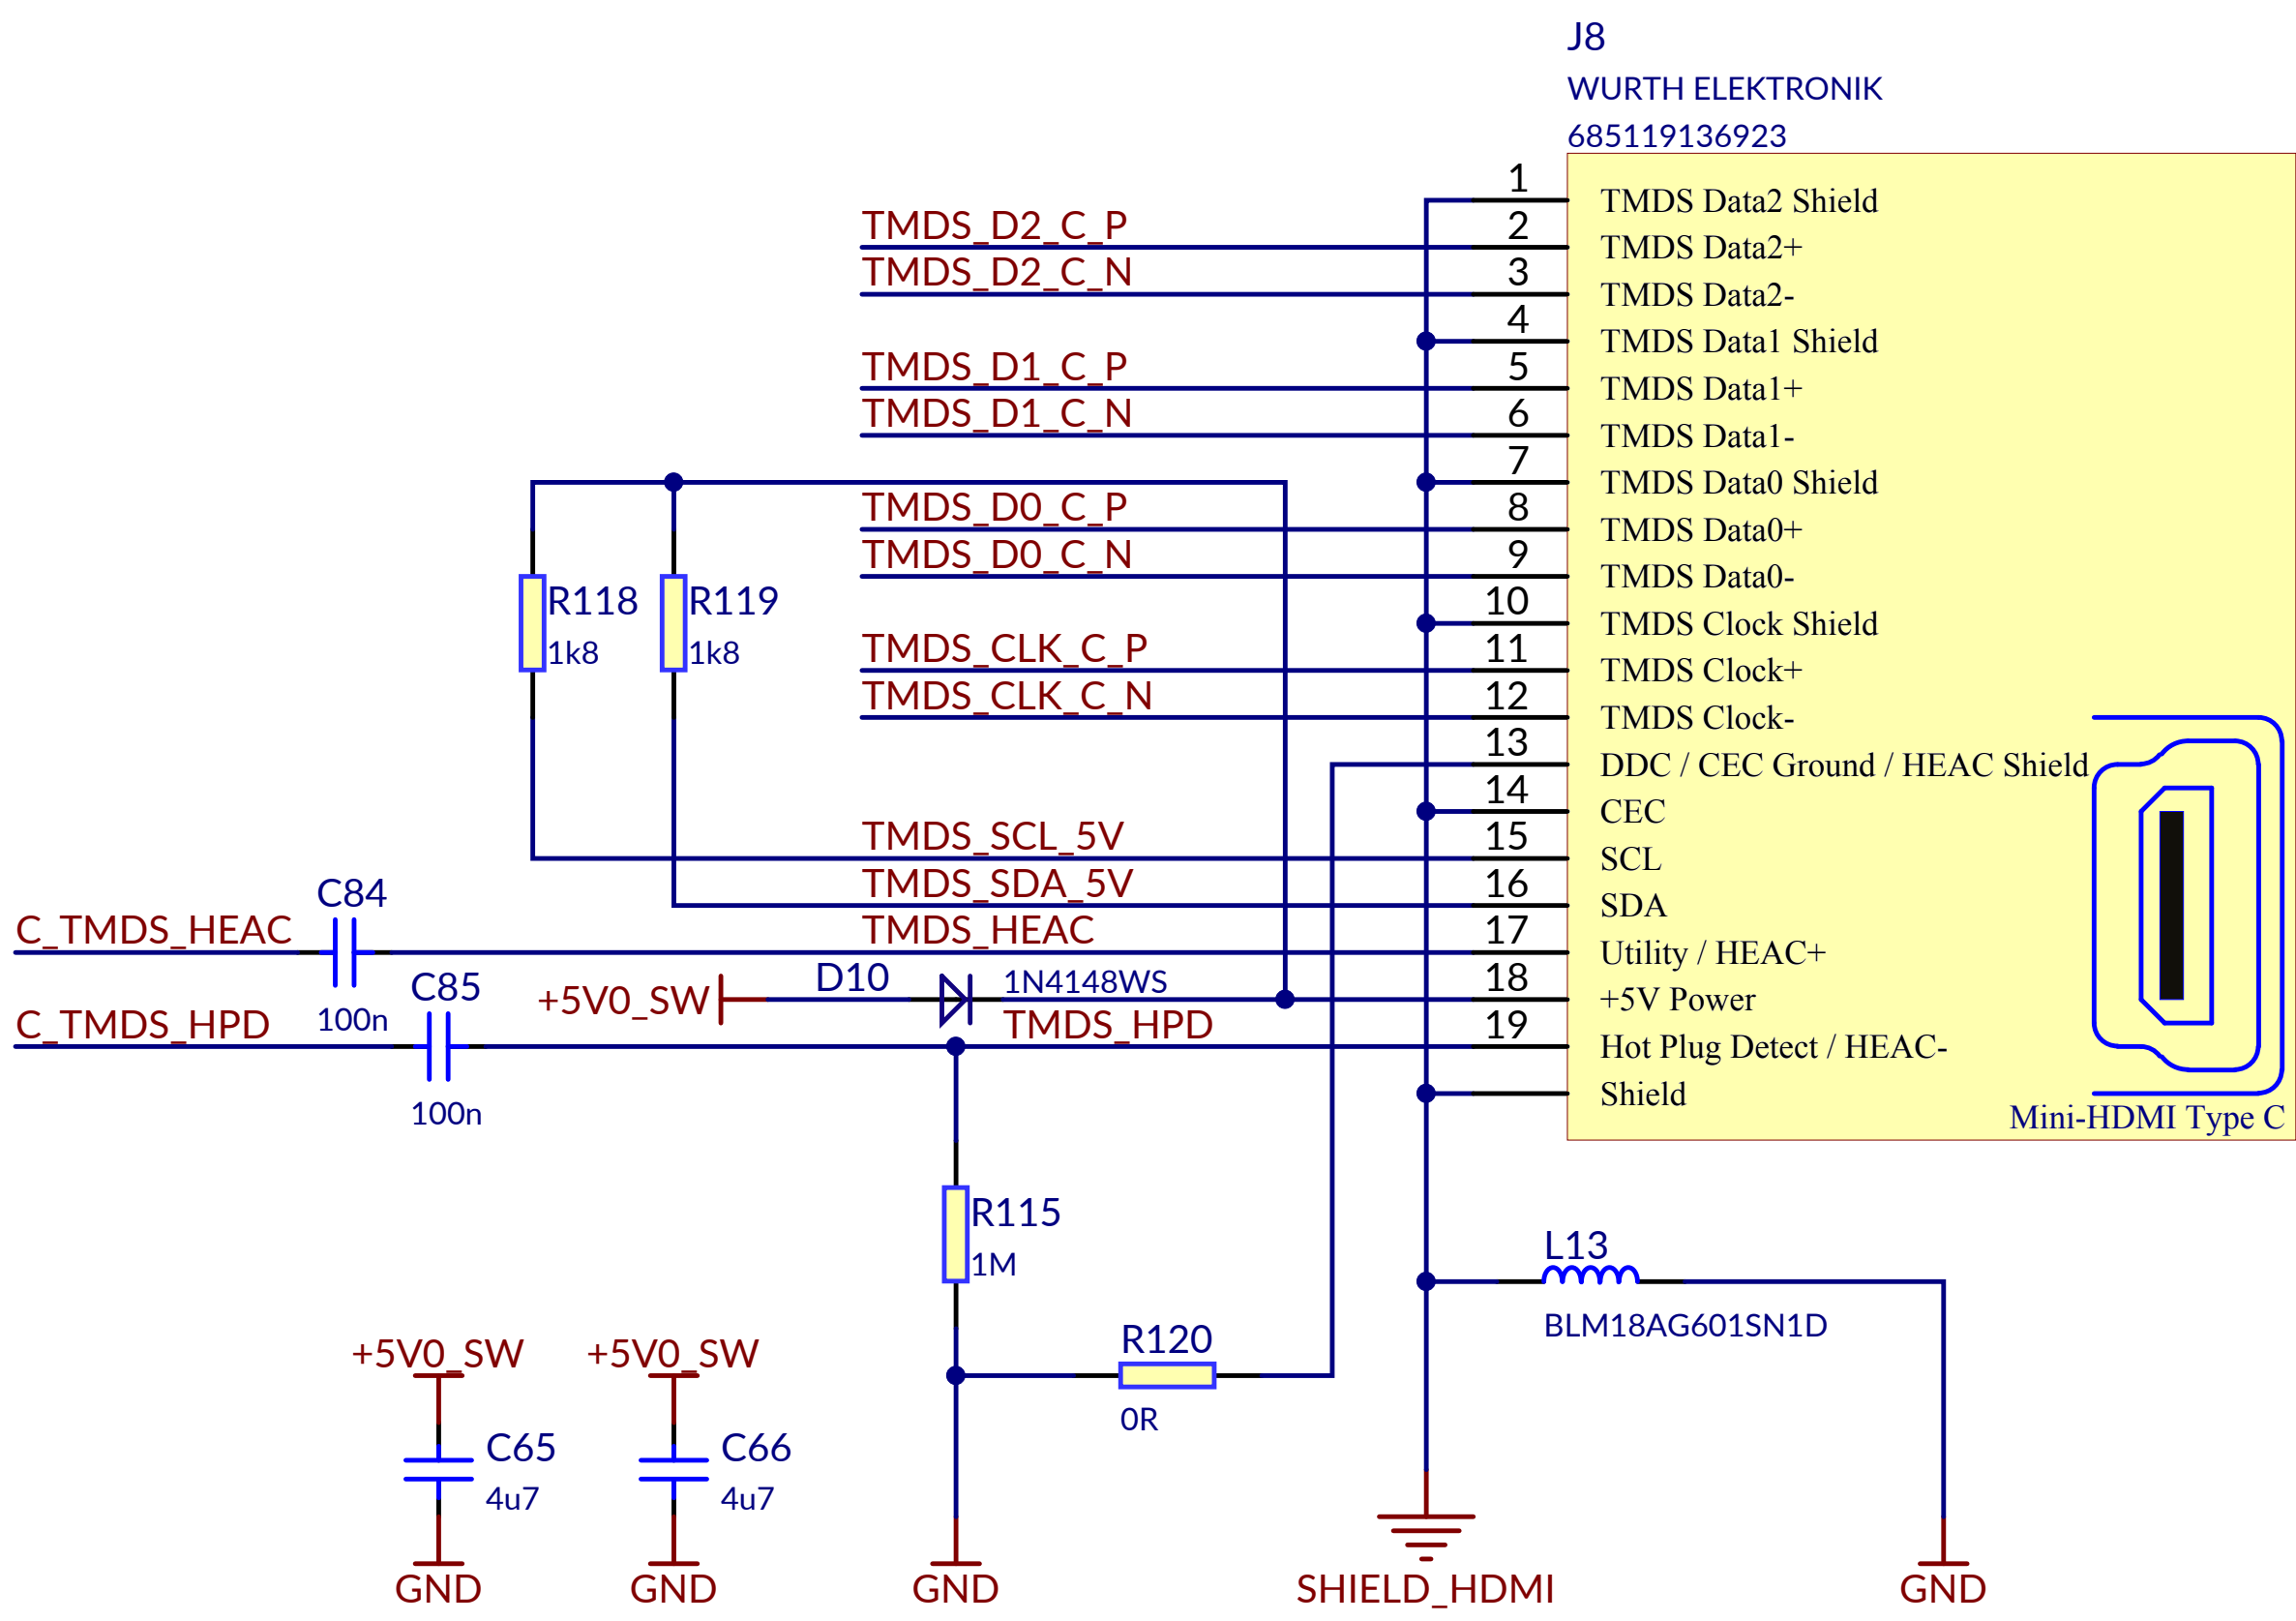 J8
WURTH ELEKTRONIK
685119136923
1 TMDS Data2 Shield
TMDS_D2_C_P 2 TMDS Data2+
TMDS_D2_C_N 3 TMDS Data2-
4 TMDS Data1 Shield
TMDS_D1_C_P 5 TMDS Data1+
TMDS_D1_C_N 6 TMDS Data1-
7 TMDS Data0 Shield
TMDS_D0_C_P 8 TMDS Data0+
TMDS_D0_C_N 9 TMDS Data0-
R118
1k8
R119
1k8
10 TMDS Clock Shield
TMDS_CLK_C_P 11 TMDS Clock+
TMDS_CLK_C_N 12 TMDS Clock-
13 DDC / CEC Ground / HEAC Shield
14 CEC
TMDS_SCL_5V 15 SCL
TMDS_SDA_5V 16 SDA
C_TMDS_HEAC
C84
100n
TMDS_HEAC 17 Utility / HEAC+
+5V0_SW
D10
1N4148WS
18 +5V Power
C_TMDS_HPD
C85
100n
TMDS_HPD 19 Hot Plug Detect / HEAC-
Shield
Mini-HDMI Type C
R115
1M
L13
BLM18AG601SN1D
R120
0R
+5V0_SW
C65
4u7
GND
+5V0_SW
C66
4u7
GND
GND
SHIELD_HDMI
GND